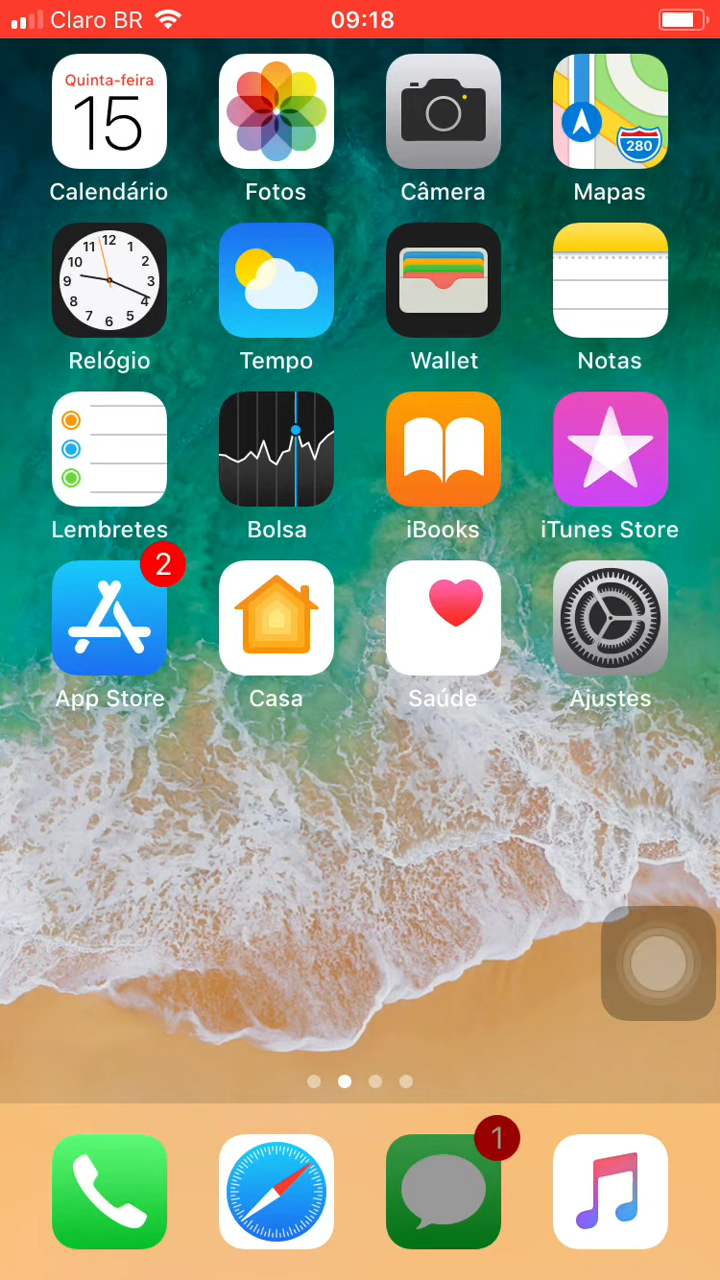 Claro BR 09:18
Quinta-feira
15
280
Calendário Fotos Câmera Mapas
12
11 1
10 2
9 3
8 4
7 5
6
Relógio Tempo Wallet Notas
Lembretes Bolsa iBooks iTunes Store
2
App Store Casa Saúde Ajustes
1